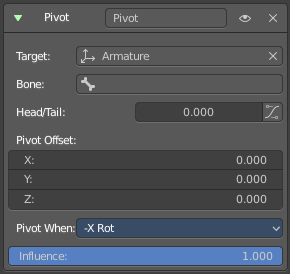 Pivot Pivot
Target: Armature
Bone:
Head/Tail: 0.000
Pivot Offset:
X: 0.000
Y: 0.000
Z: 0.000
Pivot When: -X Rot
Influence: 1.000